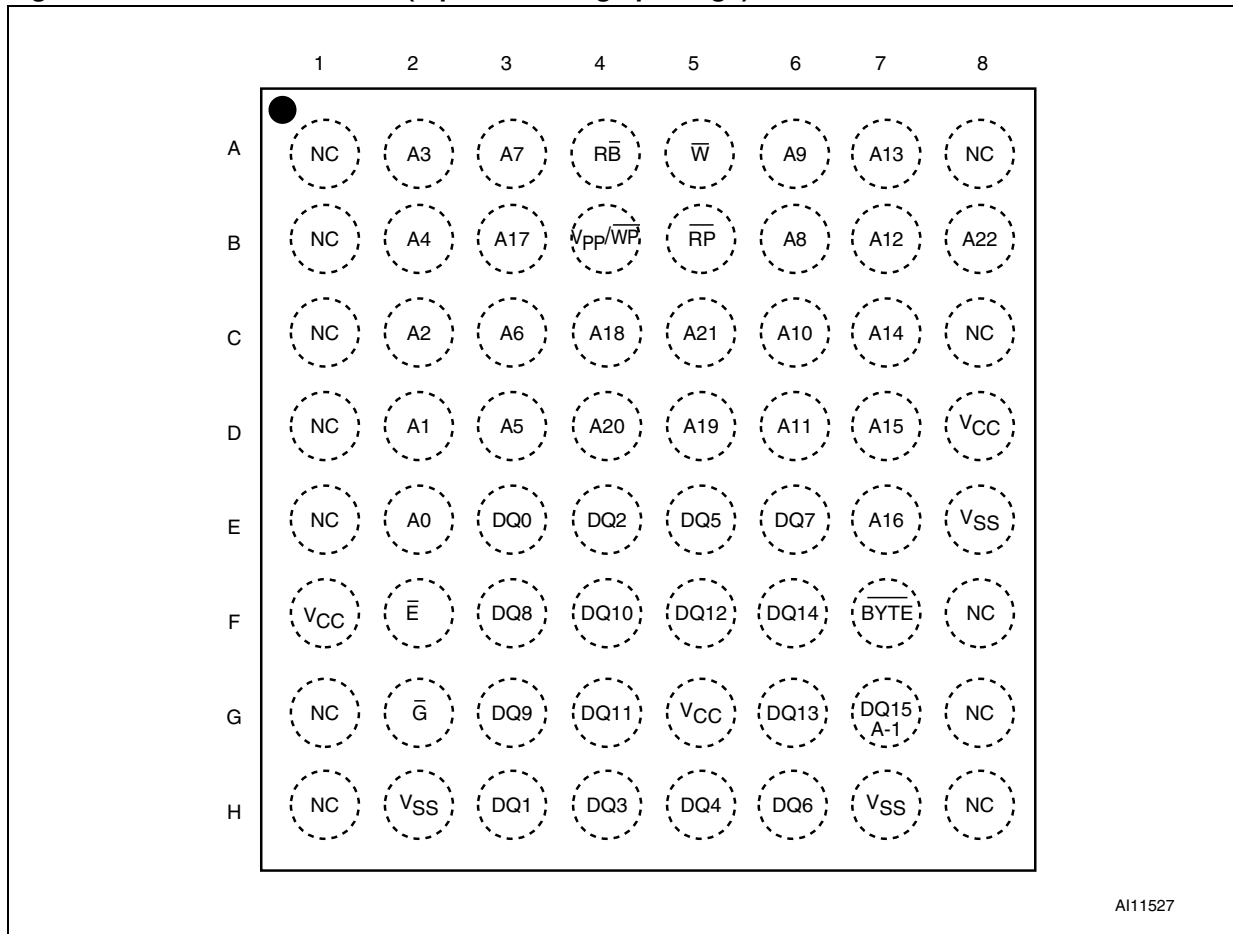 1 2 3 4 5 6 7 8
A NC A3 A7 RB̅ W̅ A9 A13 NC
B NC A4 A17 VPP/W̅P̅ R̅P̅ A8 A12 A22
C NC A2 A6 A18 A21 A10 A14 NC
D NC A1 A5 A20 A19 A11 A15 VCC
E NC A0 DQ0 DQ2 DQ5 DQ7 A16 VSS
F VCC E̅ DQ8 DQ10 DQ12 DQ14 B̅Y̅T̅E̅ NC
G NC G̅ DQ9 DQ11 VCC DQ13 DQ15 NC
A-1
H NC VSS DQ1 DQ3 DQ4 DQ6 VSS NC
AI11527